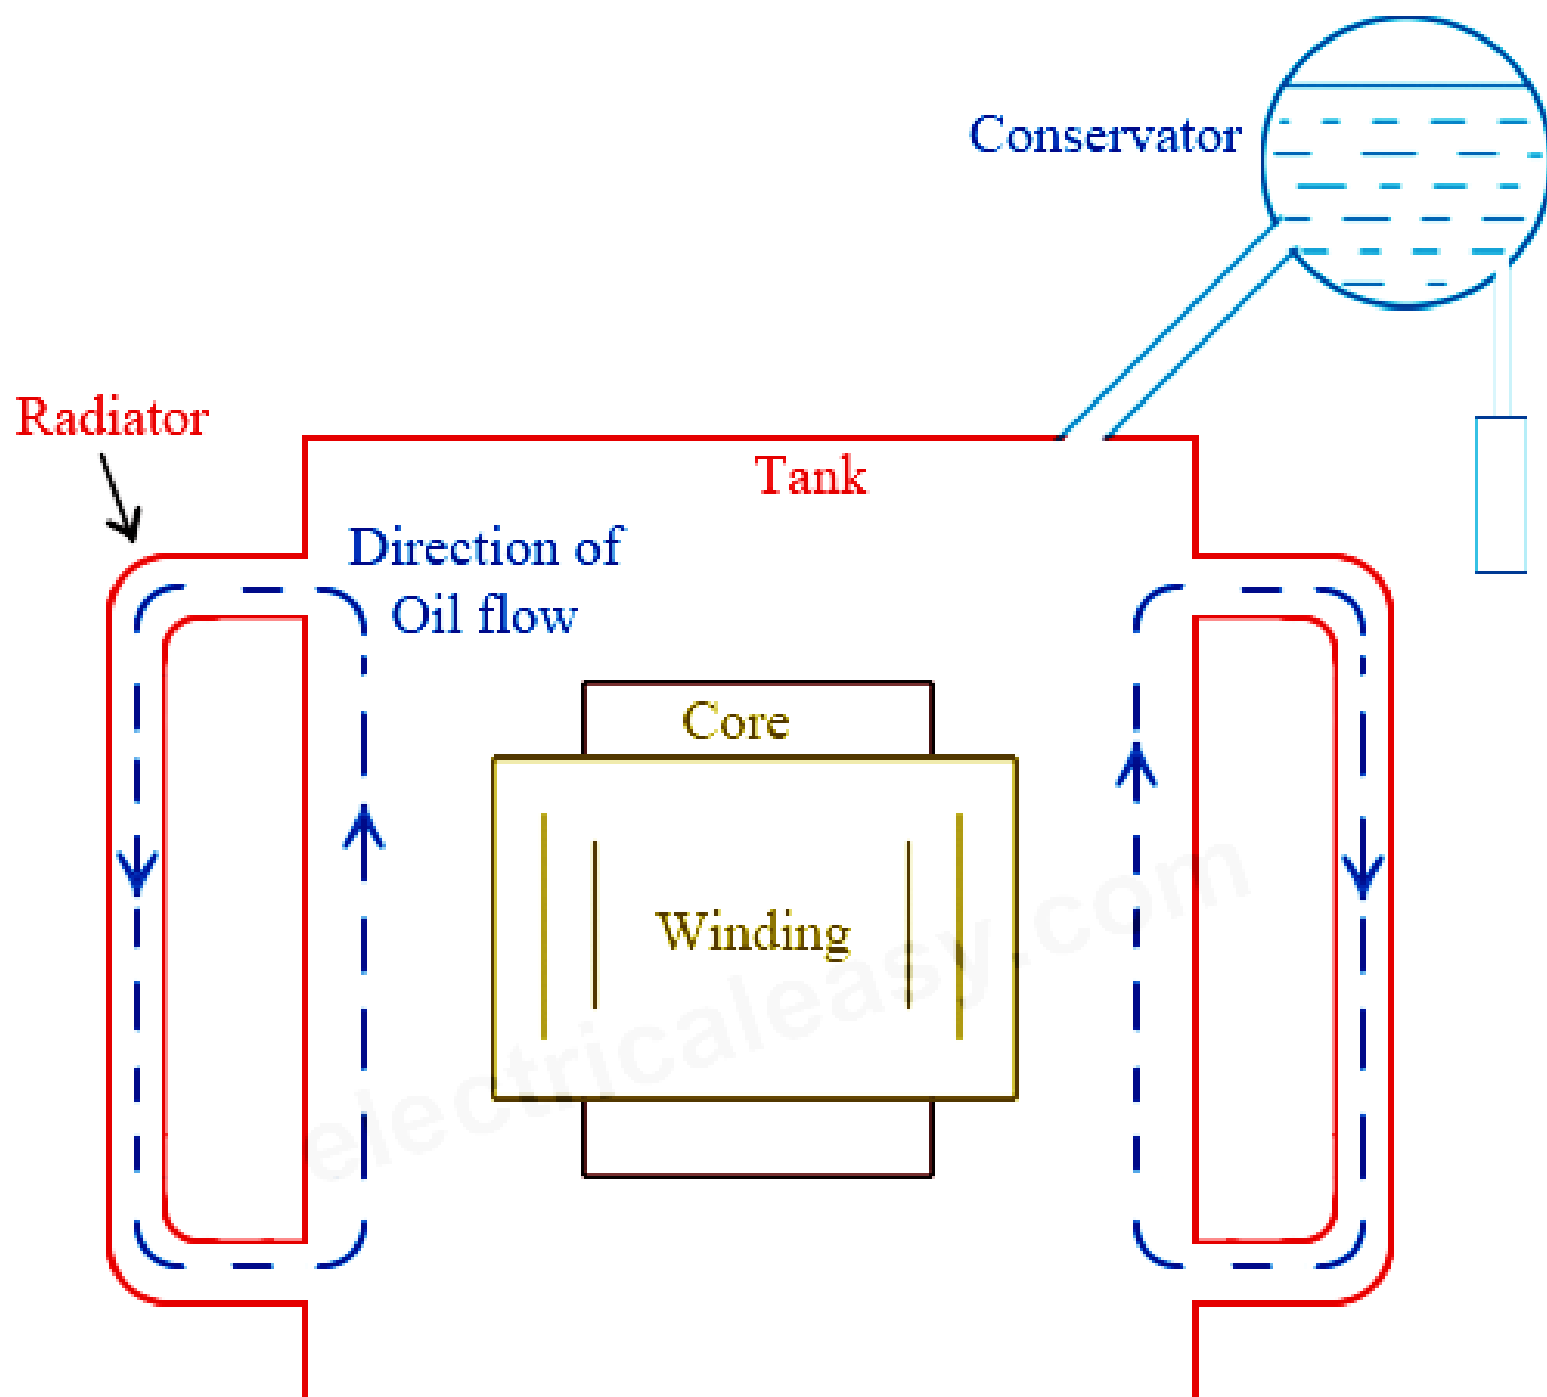 Conservator
Radiator
Tank
Direction of
Oil flow
Core
Winding
electricaleasy.com